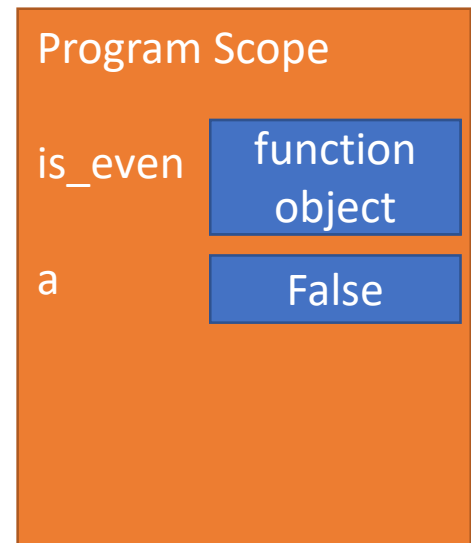 Program Scope
is_even
function
object
a
False